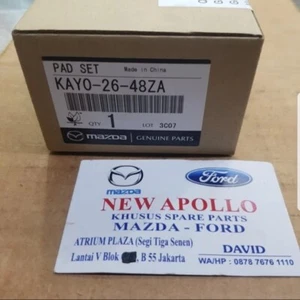 PAD SET
Made in China
KAY0-26-48ZA
QTY 1 LOT 3C07
mazda GENUINE PARTS
mazda
Ford
NEW APOLLO
KHUSUS SPARE PARTS
MAZDA - FORD
ATRIUM PLAZA (Segi Tiga Senen)
DAVID
Lantai V Blok B 55 Jakarta
WA/HP : 0878 7676 1110